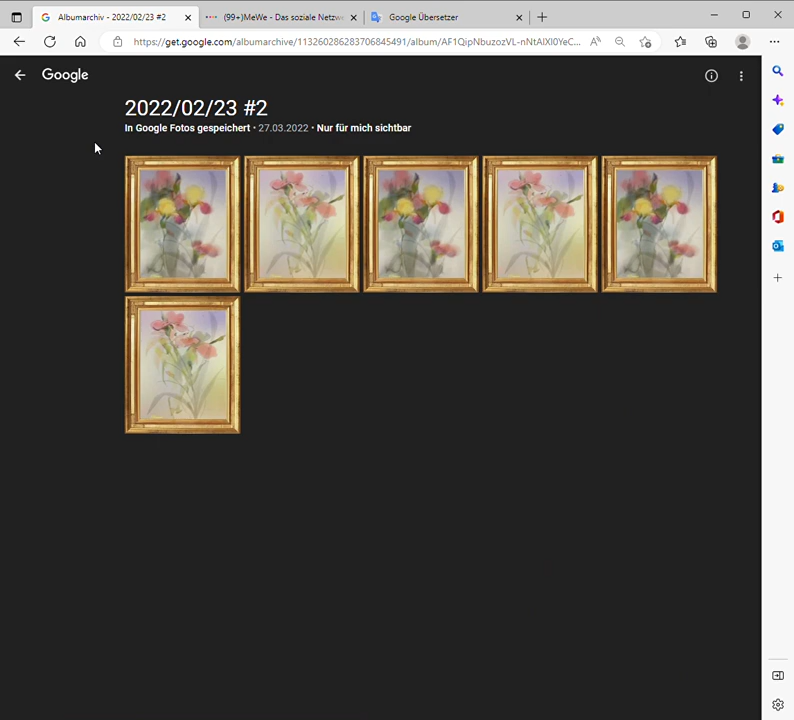 Albumarchiv - 2022/02/23 #2
(99+)MeWe - Das soziale Netzwe
Google Übersetzer
https://get.google.com/albumarchive/113260286283706845491/album/AF1QipNbuzozVL-nNtAlXl0YeC...
Google
2022/02/23 #2
In Google Fotos gespeichert · 27.03.2022 · Nur für mich sichtbar